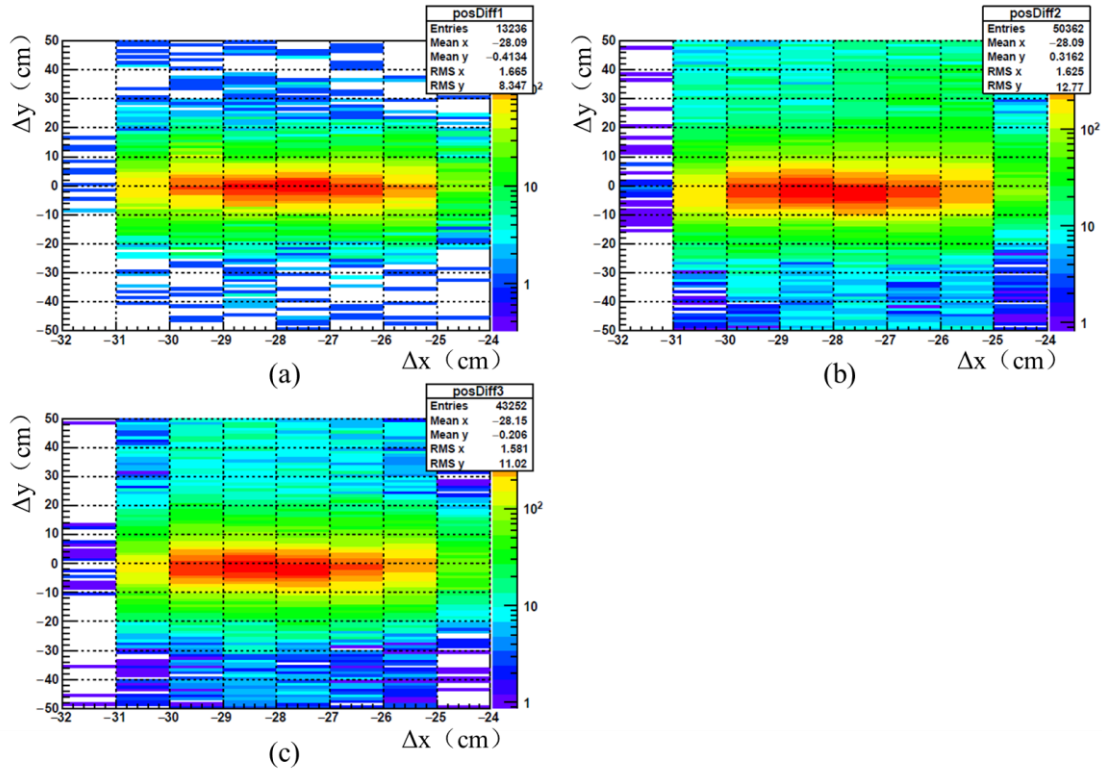 posDiff1
Entries 13236
Mean x −28.09
Mean y −0.4134
RMS x 1.665
RMS y 8.347
Δy (cm)
50
40
30
20
10
0
−10
−20
−30
−40
−50
−32 −31 −30 −29 −28 −27 −26 −25 −24
10²
10
1
Δx (cm)
(a)
posDiff2
Entries 50362
Mean x −28.09
Mean y 0.3162
RMS x 1.625
RMS y 12.77
Δy (cm)
50
40
30
20
10
0
−10
−20
−30
−40
−50
−32 −31 −30 −29 −28 −27 −26 −25 −24
10²
10
1
Δx (cm)
(b)
posDiff3
Entries 43252
Mean x −28.15
Mean y −0.206
RMS x 1.581
RMS y 11.02
Δy (cm)
50
40
30
20
10
0
−10
−20
−30
−40
−50
−32 −31 −30 −29 −28 −27 −26 −25 −24
10²
10
1
Δx (cm)
(c)